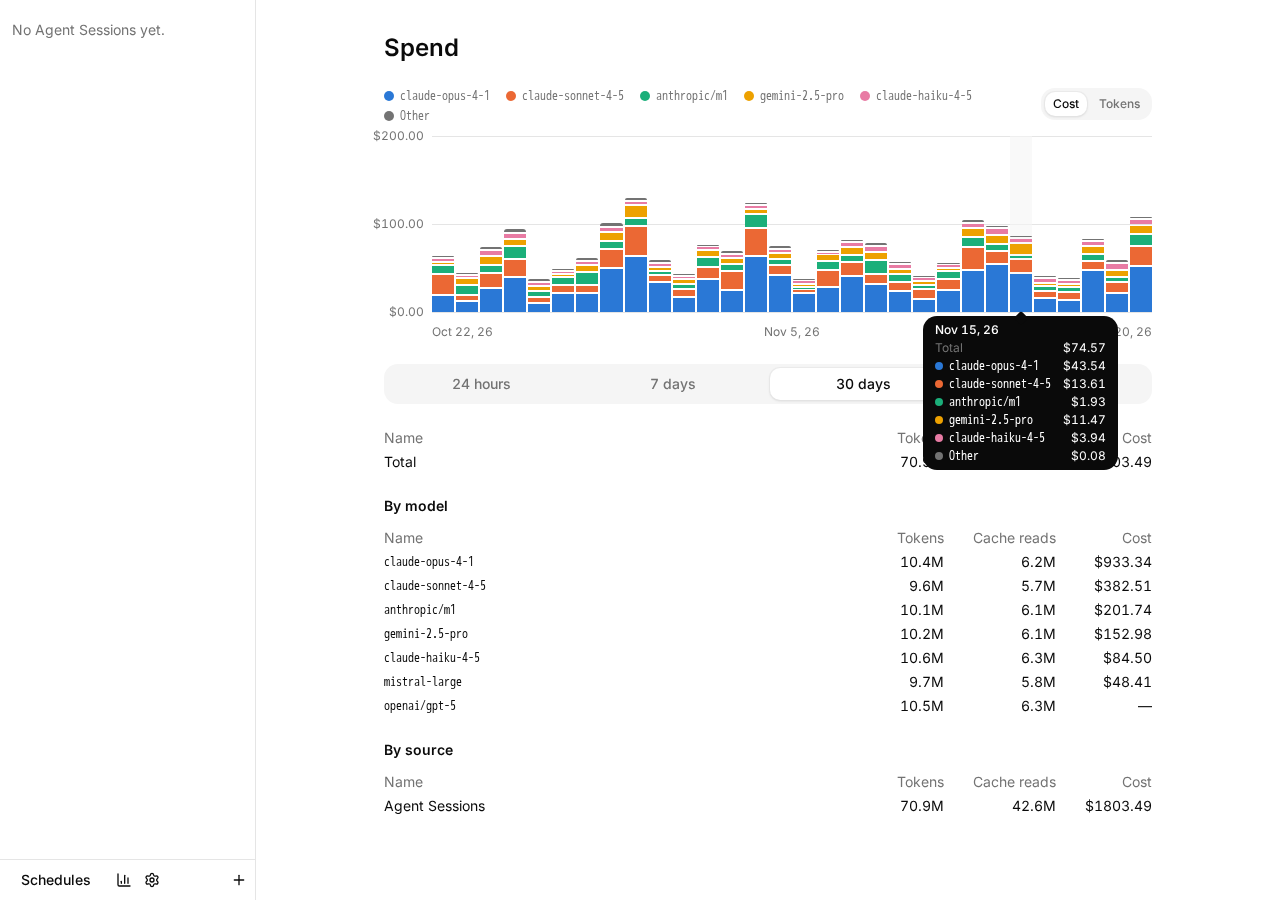 No Agent Sessions yet.
Spend
claude-opus-4-1 claude-sonnet-4-5 anthropic/m1 gemini-2.5-pro claude-haiku-4-5
Other
Cost Tokens
$200.00
$100.00
$0.00
Oct 22, 26 Nov 5, 26 20, 26
Nov 15, 26
Total $74.57
claude-opus-4-1 $43.54
claude-sonnet-4-5 $13.61
anthropic/m1 $1.93
gemini-2.5-pro $11.47
claude-haiku-4-5 $3.94
Other $0.08
24 hours 7 days 30 days
Name Cost
Total
By model
Name Tokens Cache reads Cost
claude-opus-4-1 10.4M 6.2M $933.34
claude-sonnet-4-5 9.6M 5.7M $382.51
anthropic/m1 10.1M 6.1M $201.74
gemini-2.5-pro 10.2M 6.1M $152.98
claude-haiku-4-5 10.6M 6.3M $84.50
mistral-large 9.7M 5.8M $48.41
openai/gpt-5 10.5M 6.3M —
By source
Name Tokens Cache reads Cost
Agent Sessions 70.9M 42.6M $1803.49
Schedules